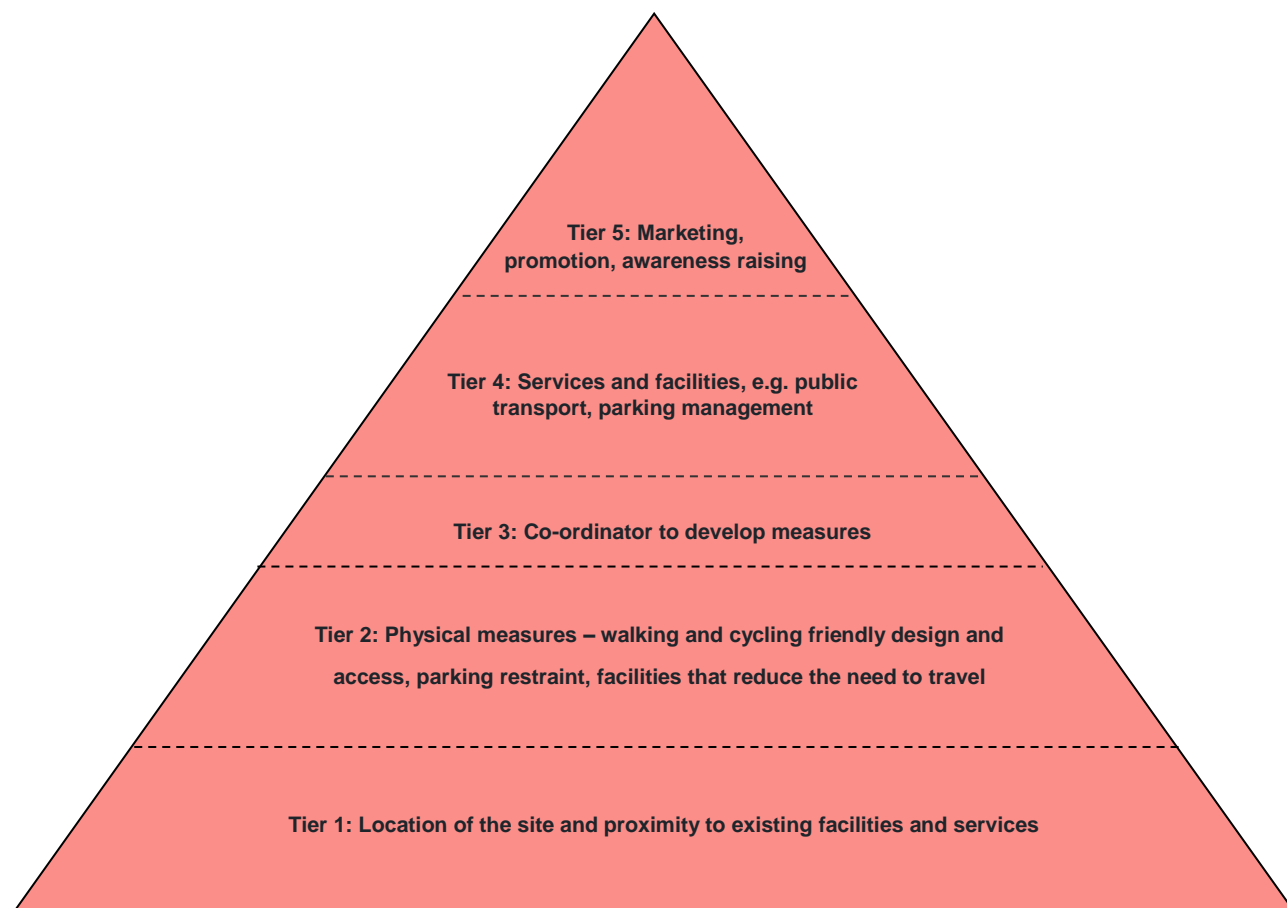 Tier 5: Marketing,
promotion, awareness raising
Tier 4: Services and facilities, e.g. public
transport, parking management
Tier 3: Co-ordinator to develop measures
Tier 2: Physical measures – walking and cycling friendly design and
access, parking restraint, facilities that reduce the need to travel
Tier 1: Location of the site and proximity to existing facilities and services